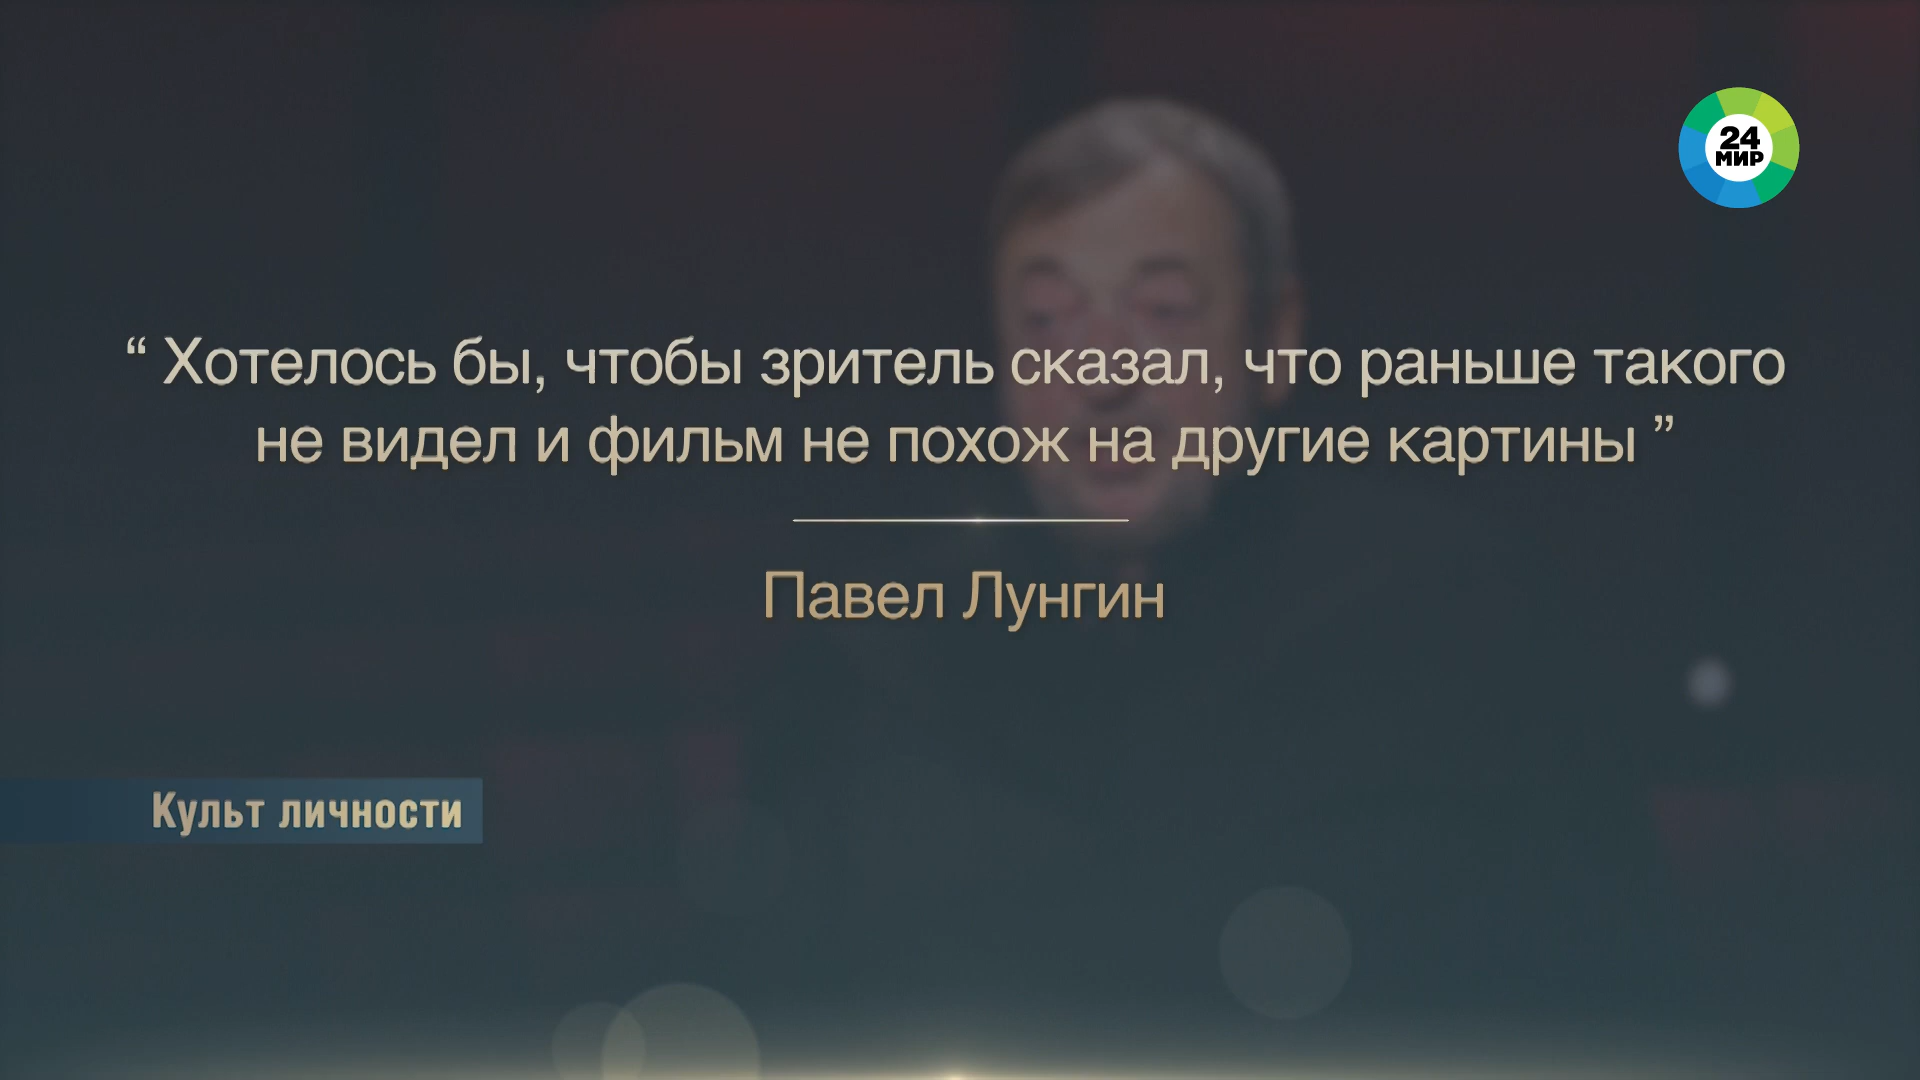 24
МИР
“ Хотелось бы, чтобы зритель сказал, что раньше такого
не видел и фильм не похож на другие картины ”
Павел Лунгин
Культ личности